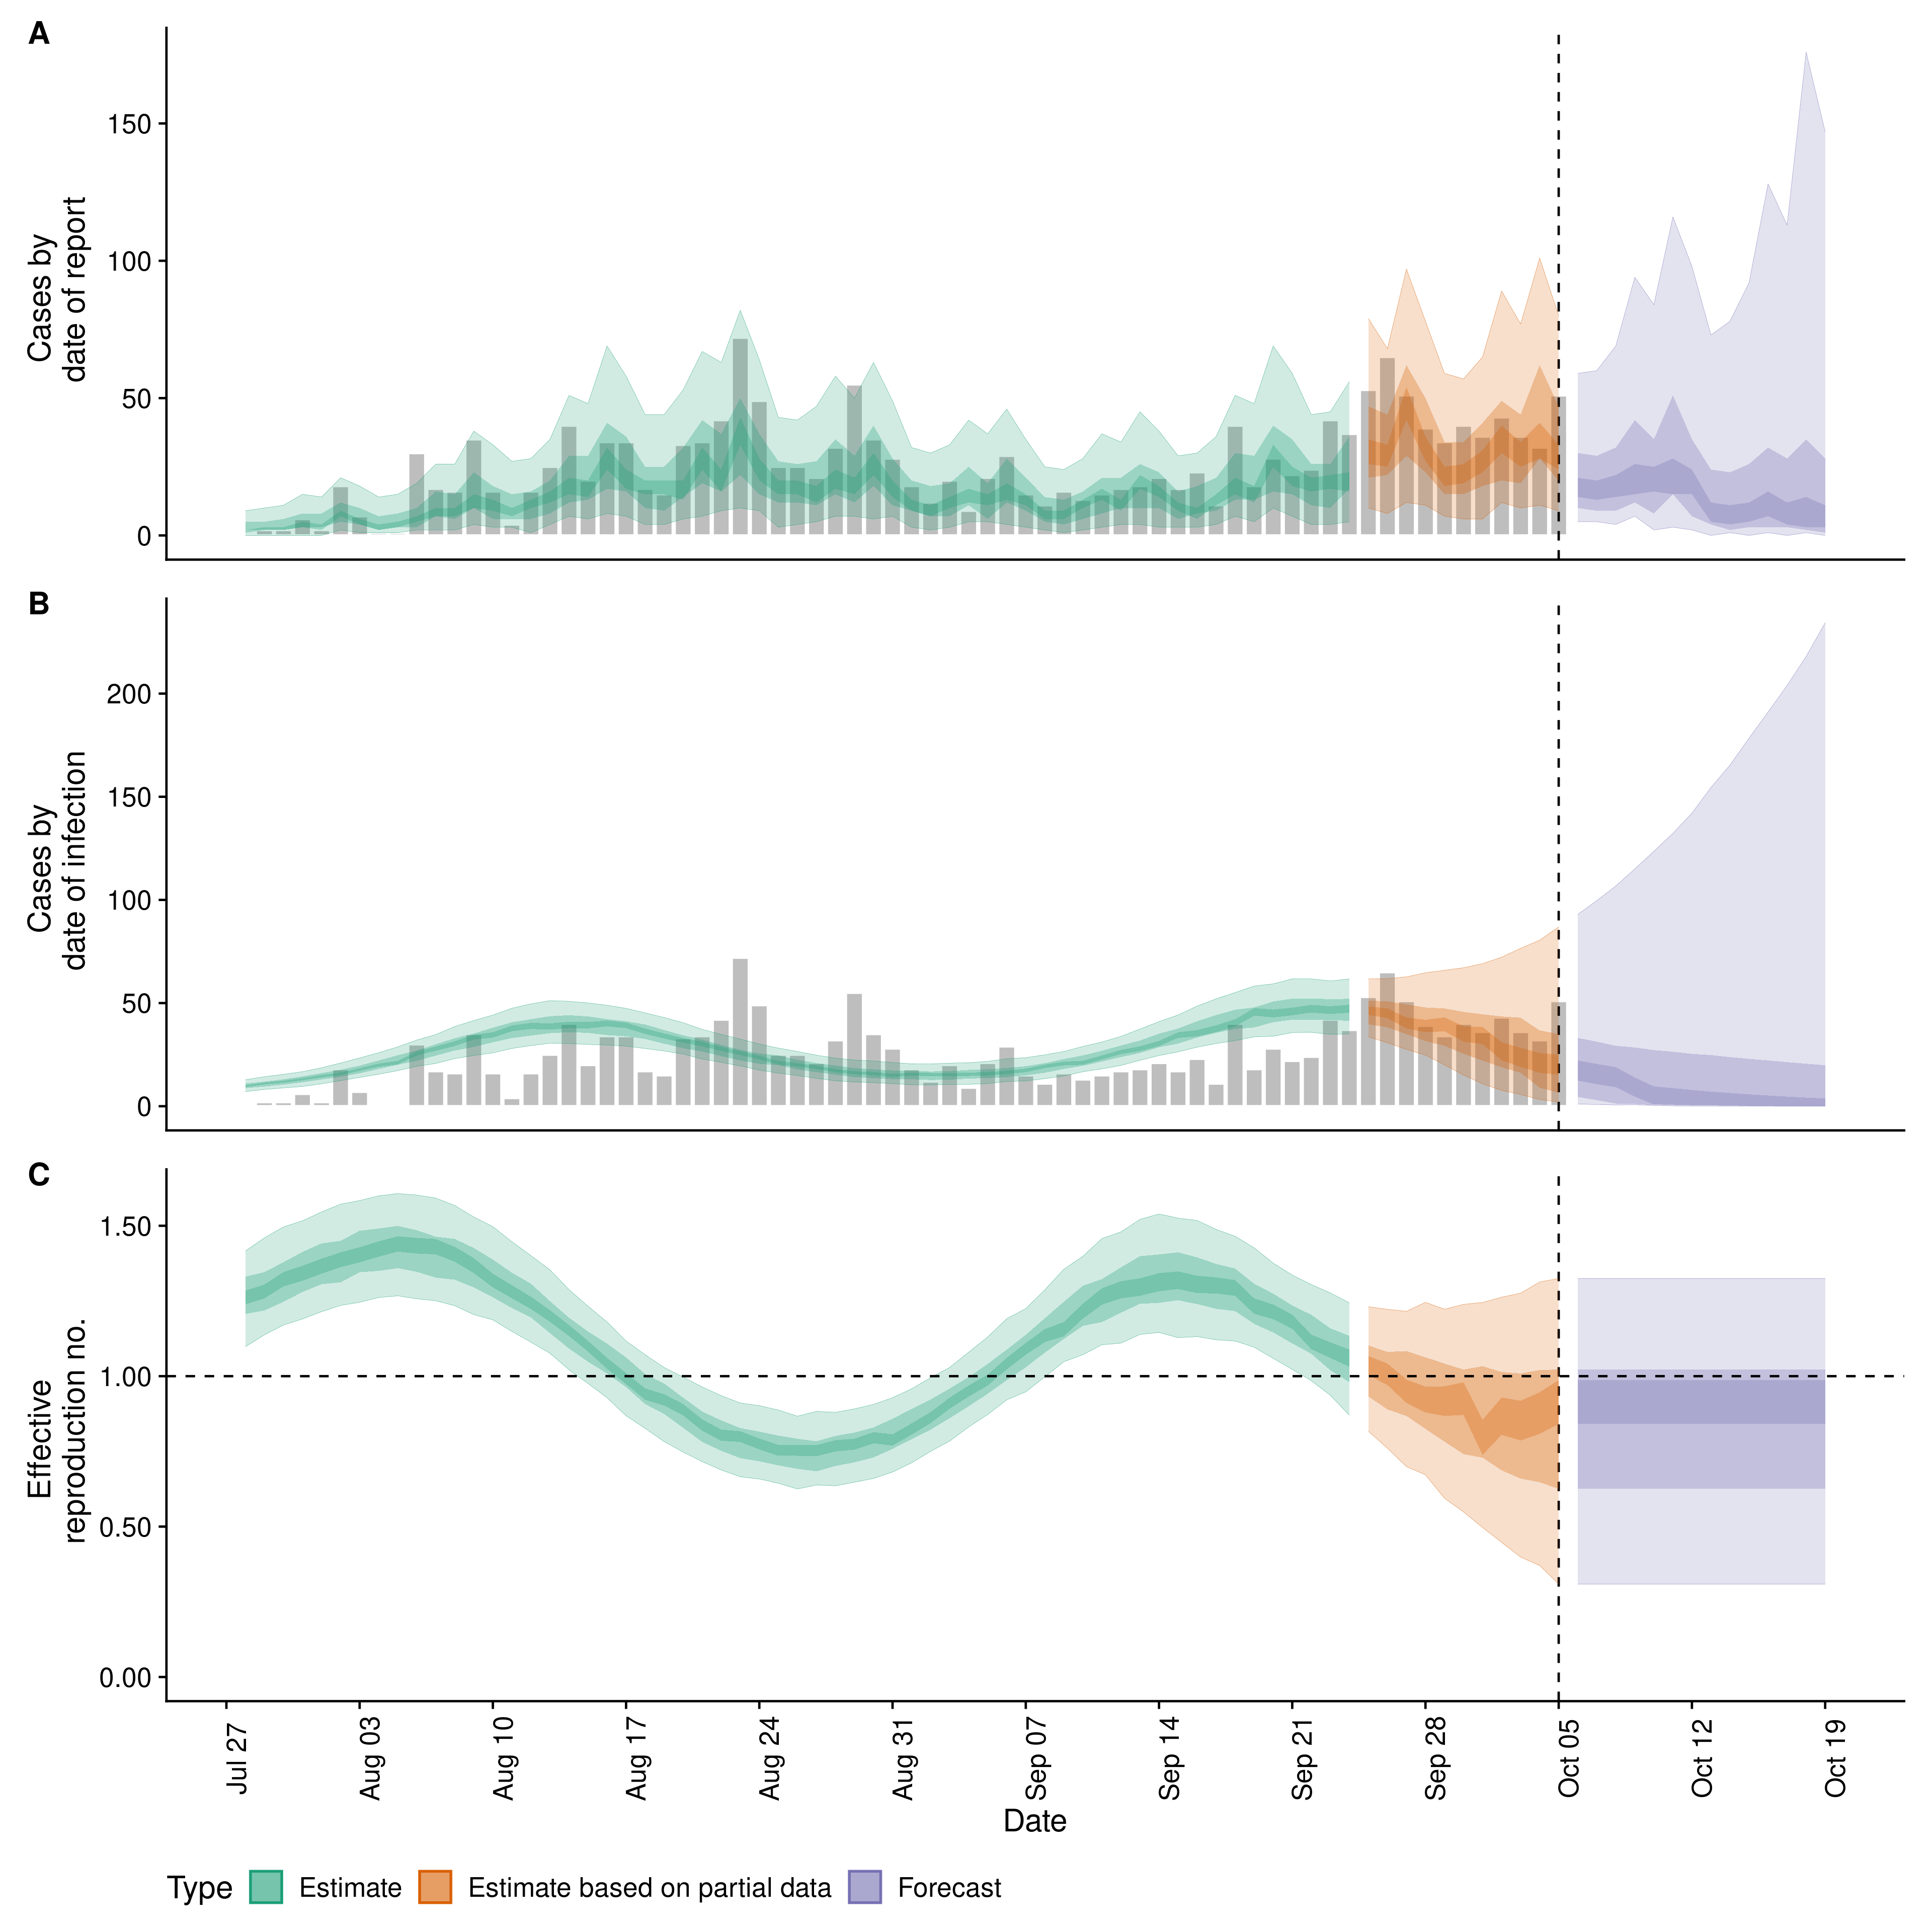 A
Cases by
date of report
150
100
50
0
B
Cases by
date of infection
200
150
100
50
0
C
Effective
reproduction no.
1.50
1.00
0.50
0.00
Jul 27
Aug 03
Aug 10
Aug 17
Aug 24
Aug 31
Sep 07
Sep 14
Sep 21
Sep 28
Oct 05
Oct 12
Oct 19
Date
Type Estimate Estimate based on partial data Forecast